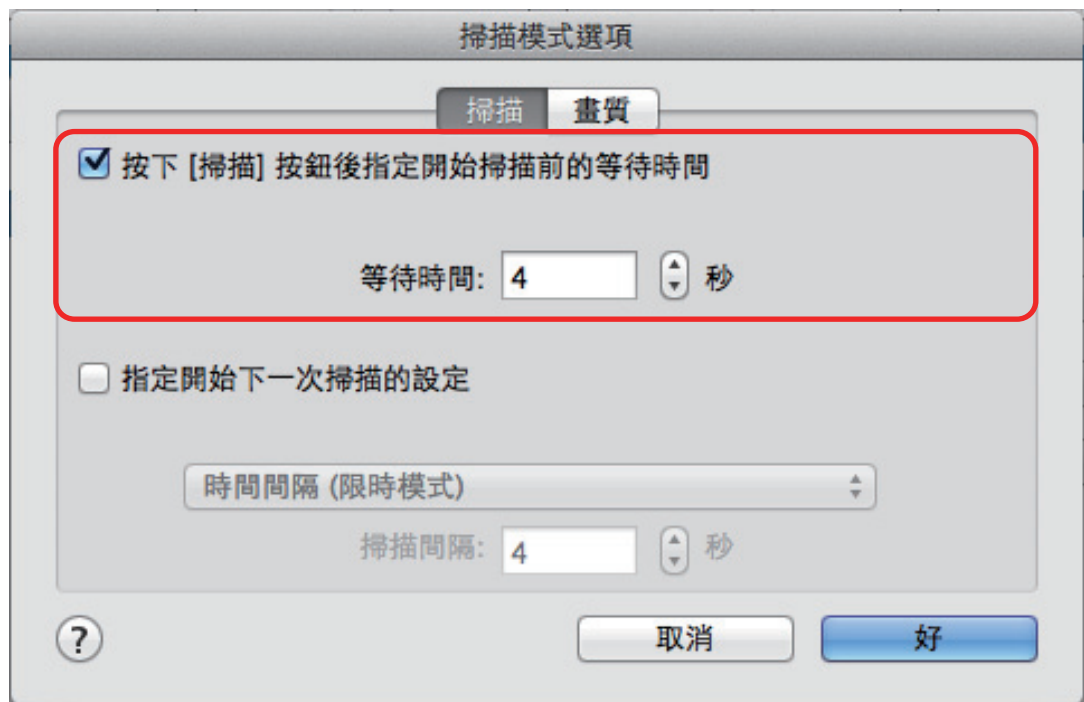 掃描模式選項
掃描 畫質
按下 [掃描] 按鈕後指定開始掃描前的等待時間
等待時間: 4 秒
指定開始下一次掃描的設定
時間間隔 (限時模式)
掃描間隔: 4 秒
? 取消 好